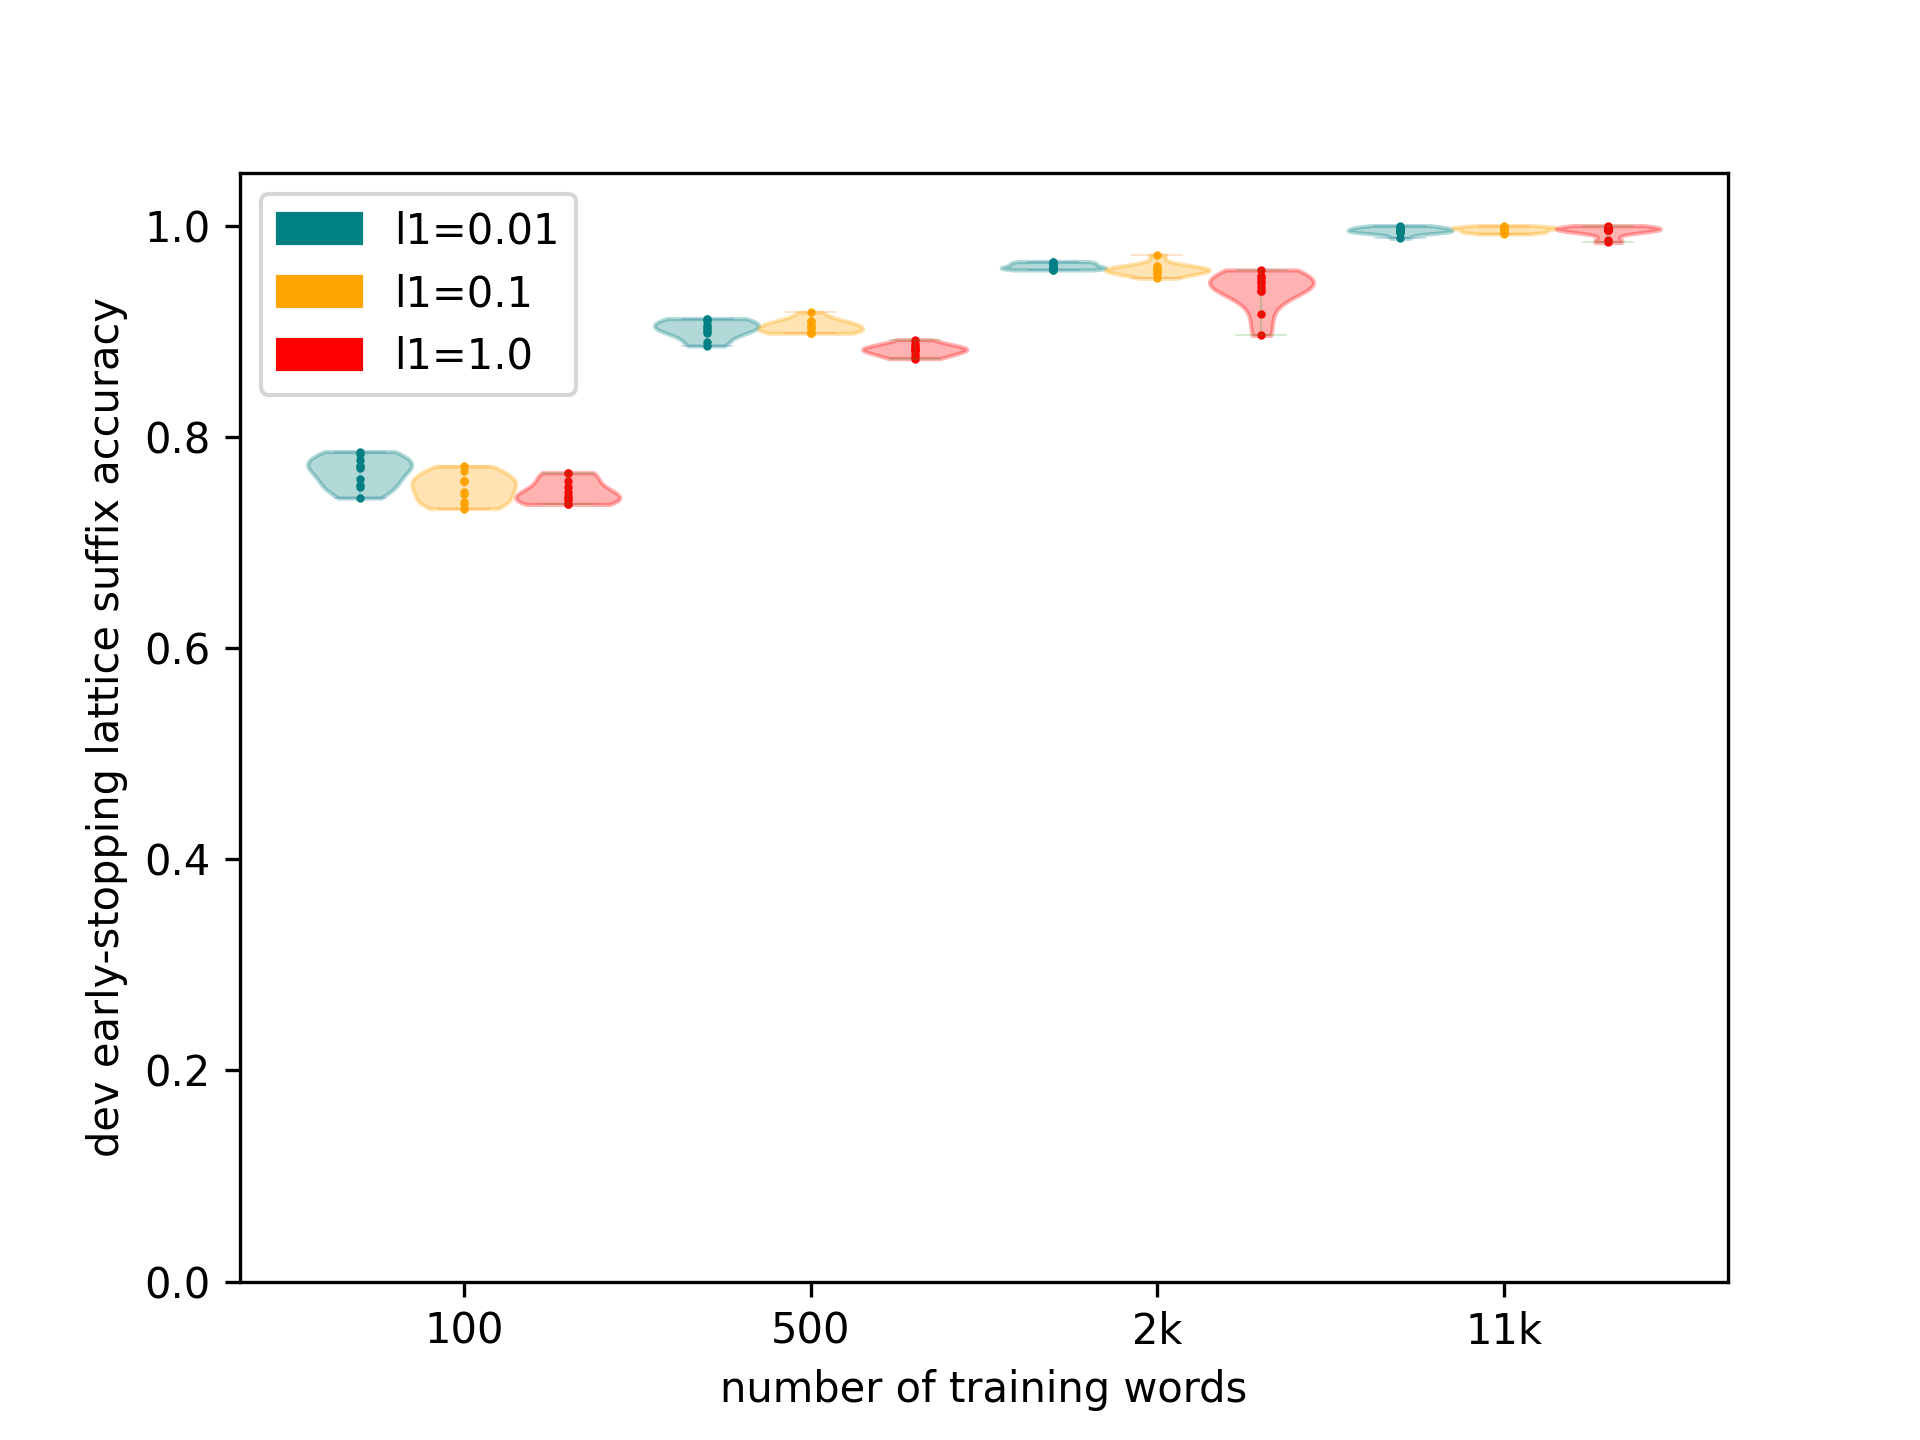 l1=0.01
l1=0.1
l1=1.0
1.0
0.8
0.6
0.4
0.2
0.0
dev early-stopping lattice suffix accuracy
100 500 2k 11k
number of training words